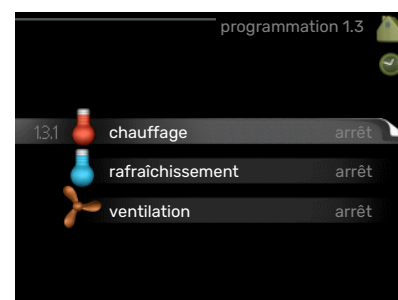 programmation 1.3
1.3.1 chauffage arrêt
rafraîchissement arrêt
ventilation arrêt